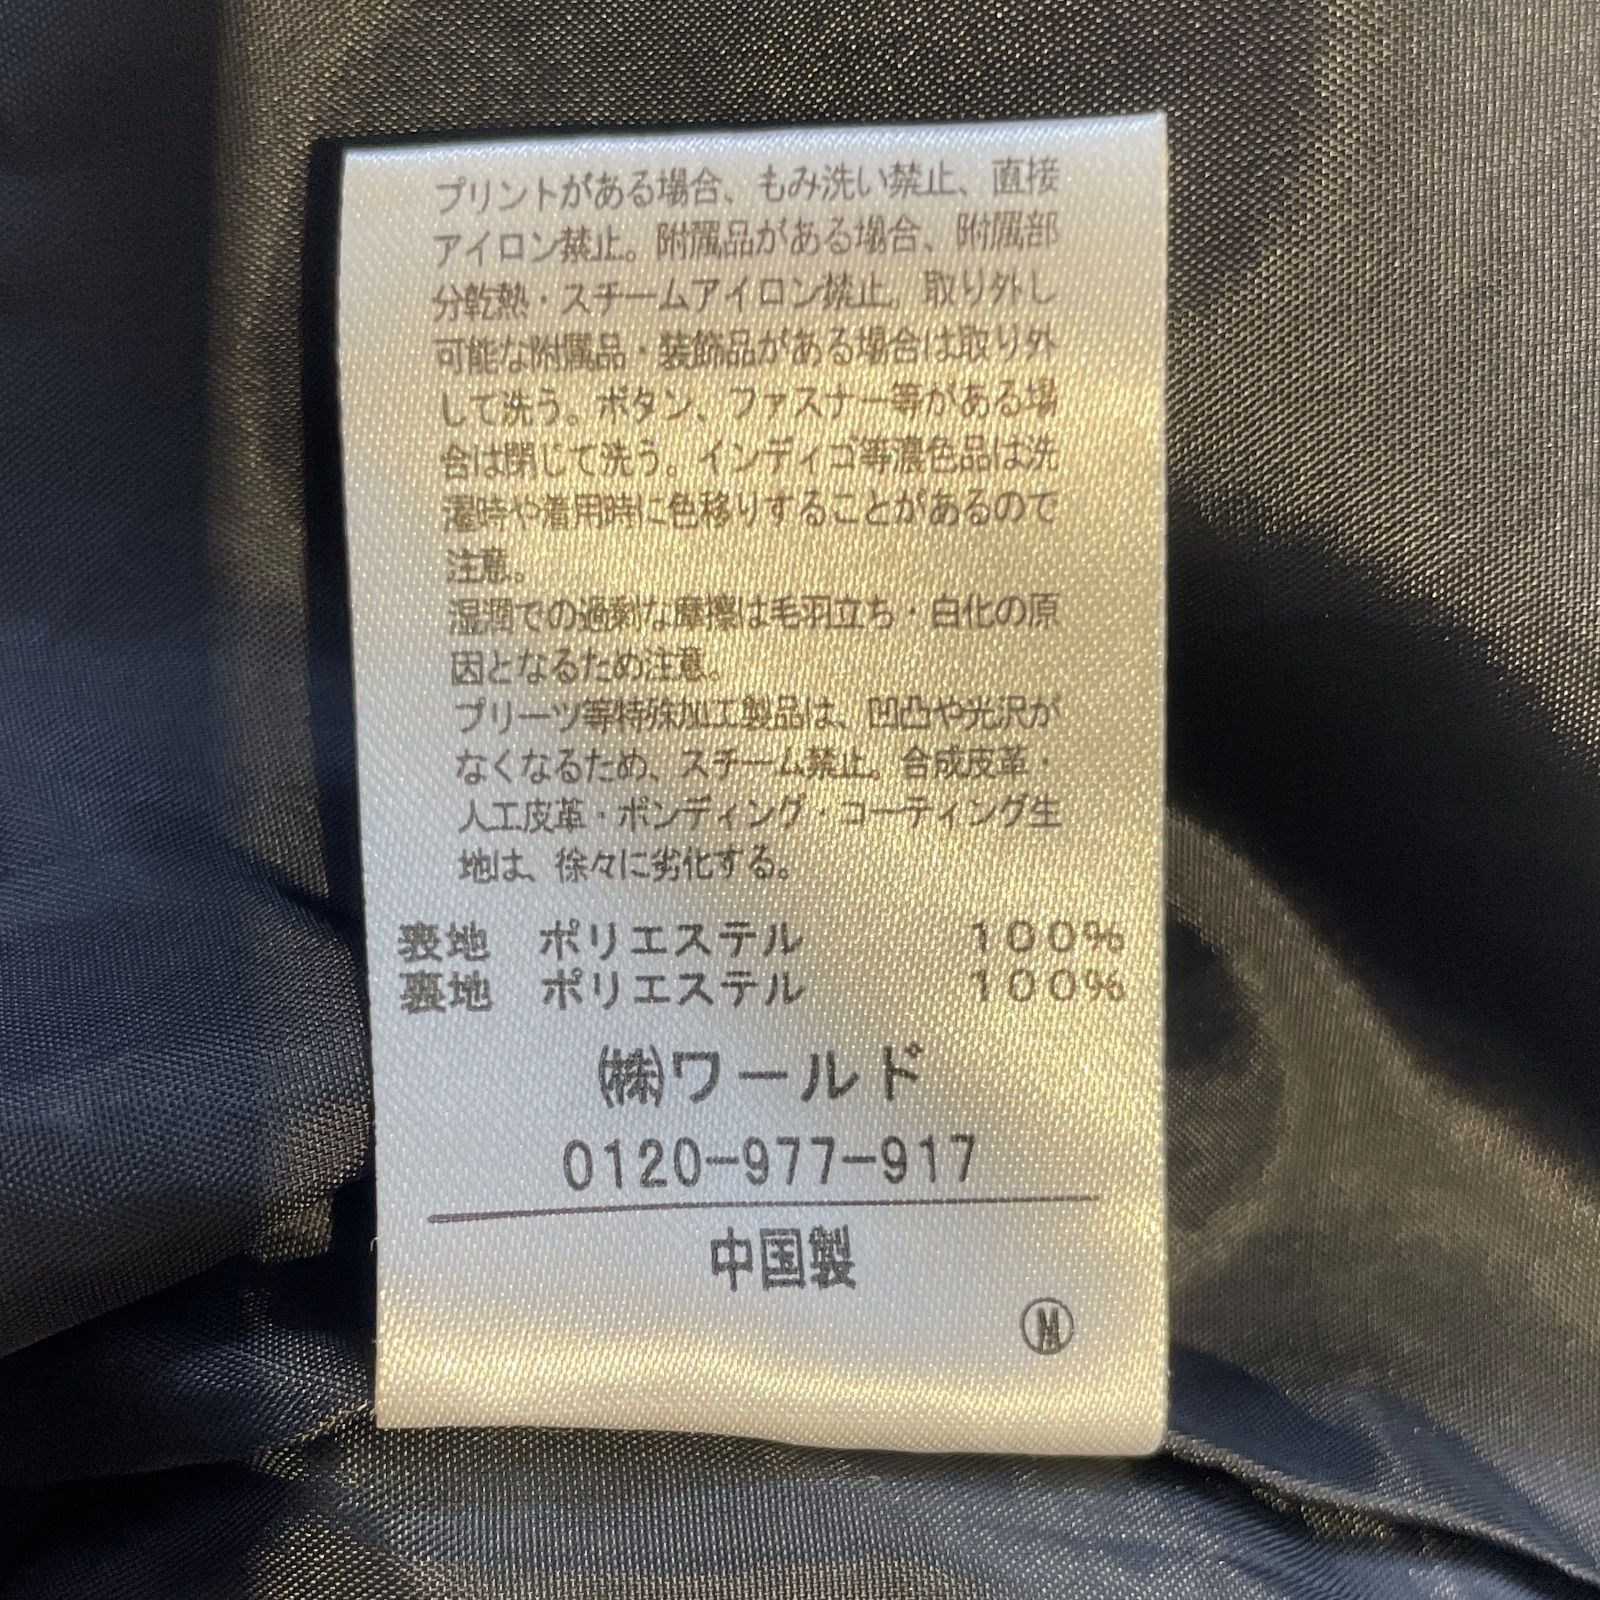 プリントがある場合、もみ洗い禁止、直接
アイロン禁止。附属品がある場合、附属部
分乾熱・スチームアイロン禁止。取り外し
可能な附属品・装飾品がある場合は取り外
して洗う。ボタン、ファスナー等がある場
合は閉じて洗う。インディゴ等濃色品は洗
濯時や着用時に色移りすることがあるので
注意。
湿潤での過剰な摩擦は毛羽立ち・白化の原
因となるため注意。
プリーツ等特殊加工製品は、凹凸や光沢が
なくなるため、スチーム禁止。合成皮革・
人工皮革・ボンディング・コーティング生
地は、徐々に劣化する。
表地 ポリエステル 100%
裏地 ポリエステル 100%
㈱ワールド
0120-977-917
中国製
Ⓜ